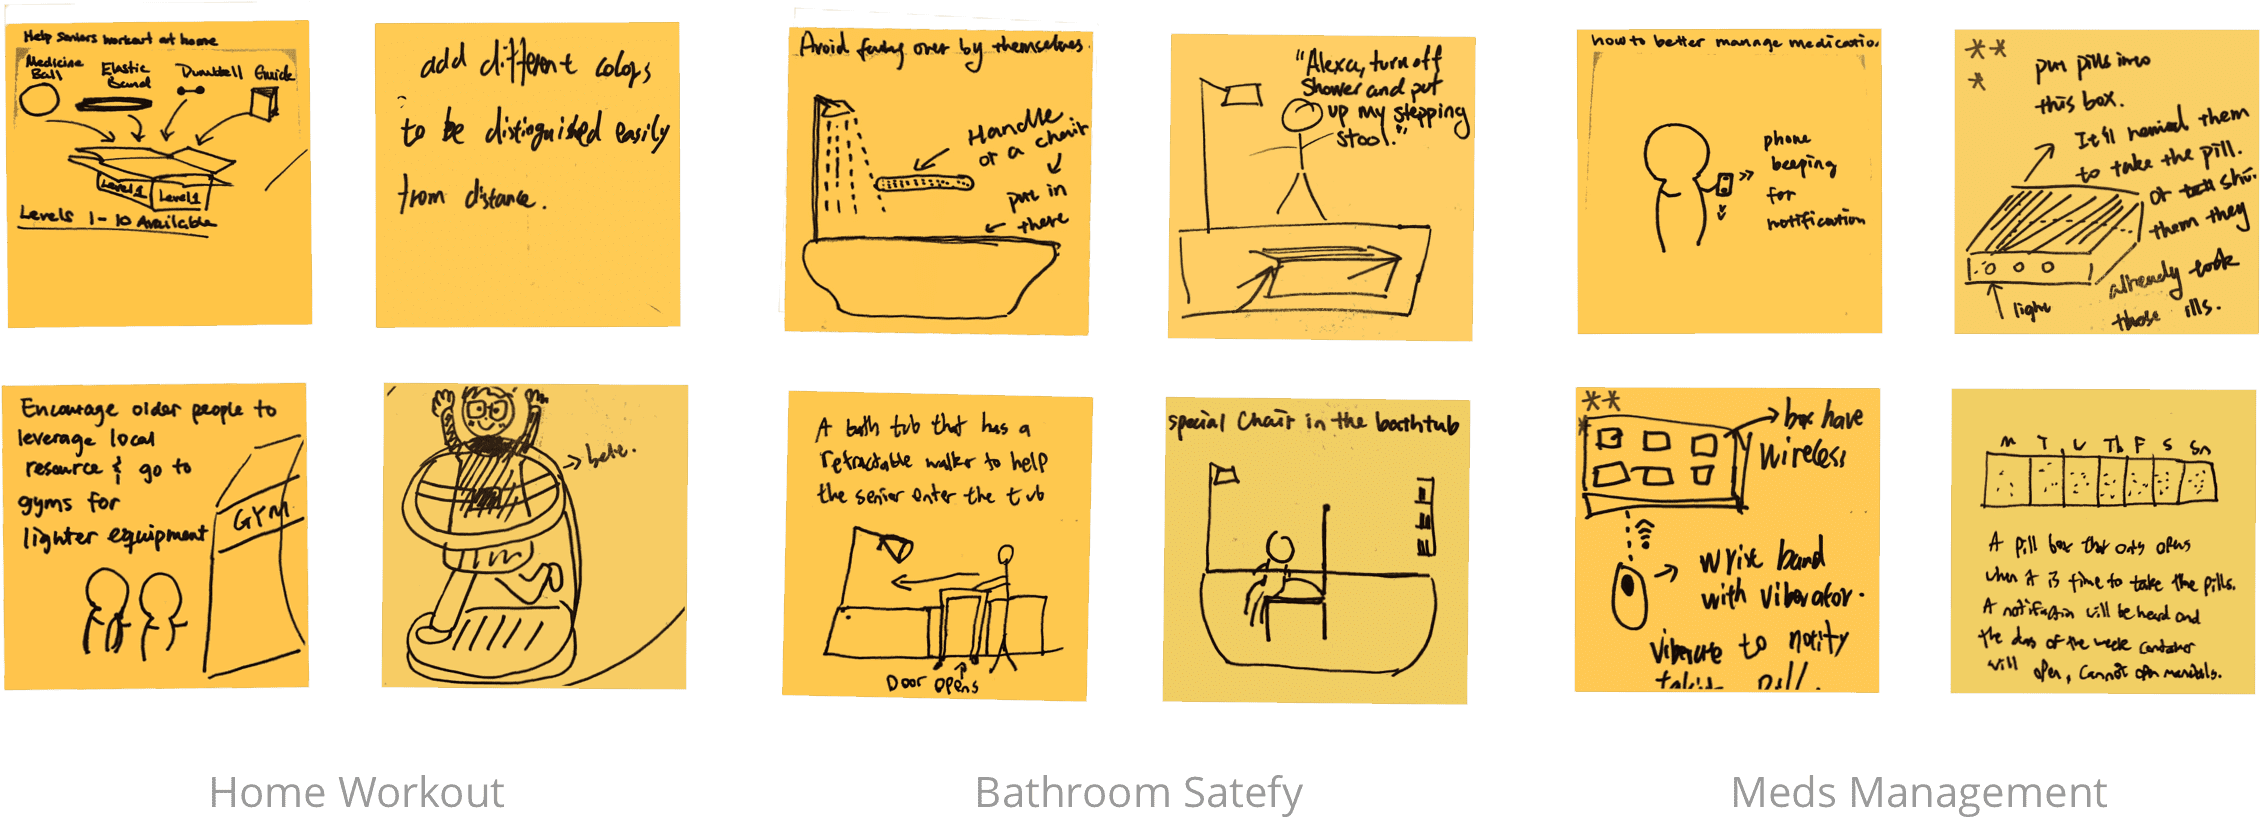 Help Seniors workout at home
Medicine Ball
Elastic Band
Dumbell
Guide
Level 1
Level 1
Levels 1-10 Available
add different colors
to be distinguished easily
from distance.
Avoid falling over by themselves.
Handle
or a chair
put in
there
"Alexa, turn off
shower and put
up my stepping
stool."
how to better manage medication
phone
beeping
for
notification
put pills into
this box.
It'll remind them
to take the pill.
or show
them they
already took
those pills.
light
Encourage older people to
leverage local
resource & go to
gyms for
lighter equipment
GYM
A bath tub that has a
retractable walker to help
the senior enter the tub
Door opens
special Chair in the bathtub
box have
wireless
wrist band
with vibrator.
vibrate to notify
pill.
M T W Th F S Sn
A pill box that only opens
when it is time to take the pills.
A notification will be heard and
the day of the week container
will open, cannot open manually.
Home Workout
Bathroom Satefy
Meds Management